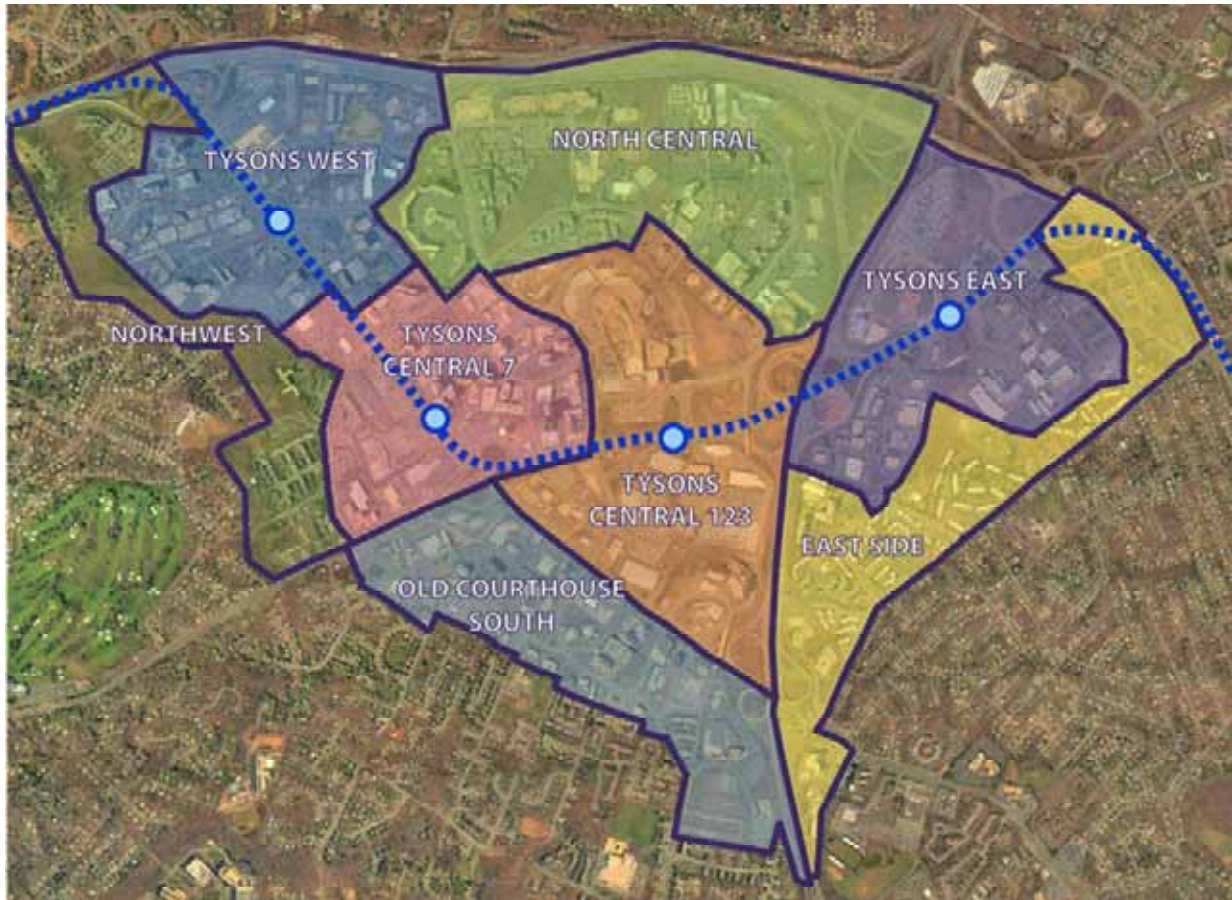 NORTH CENTRAL
TYSONS WEST
TYSONS EAST
NORTHWEST
TYSONS
CENTRAL 7
TYSONS
CENTRAL 123
EAST SIDE
OLD COURTHOUSE
SOUTH